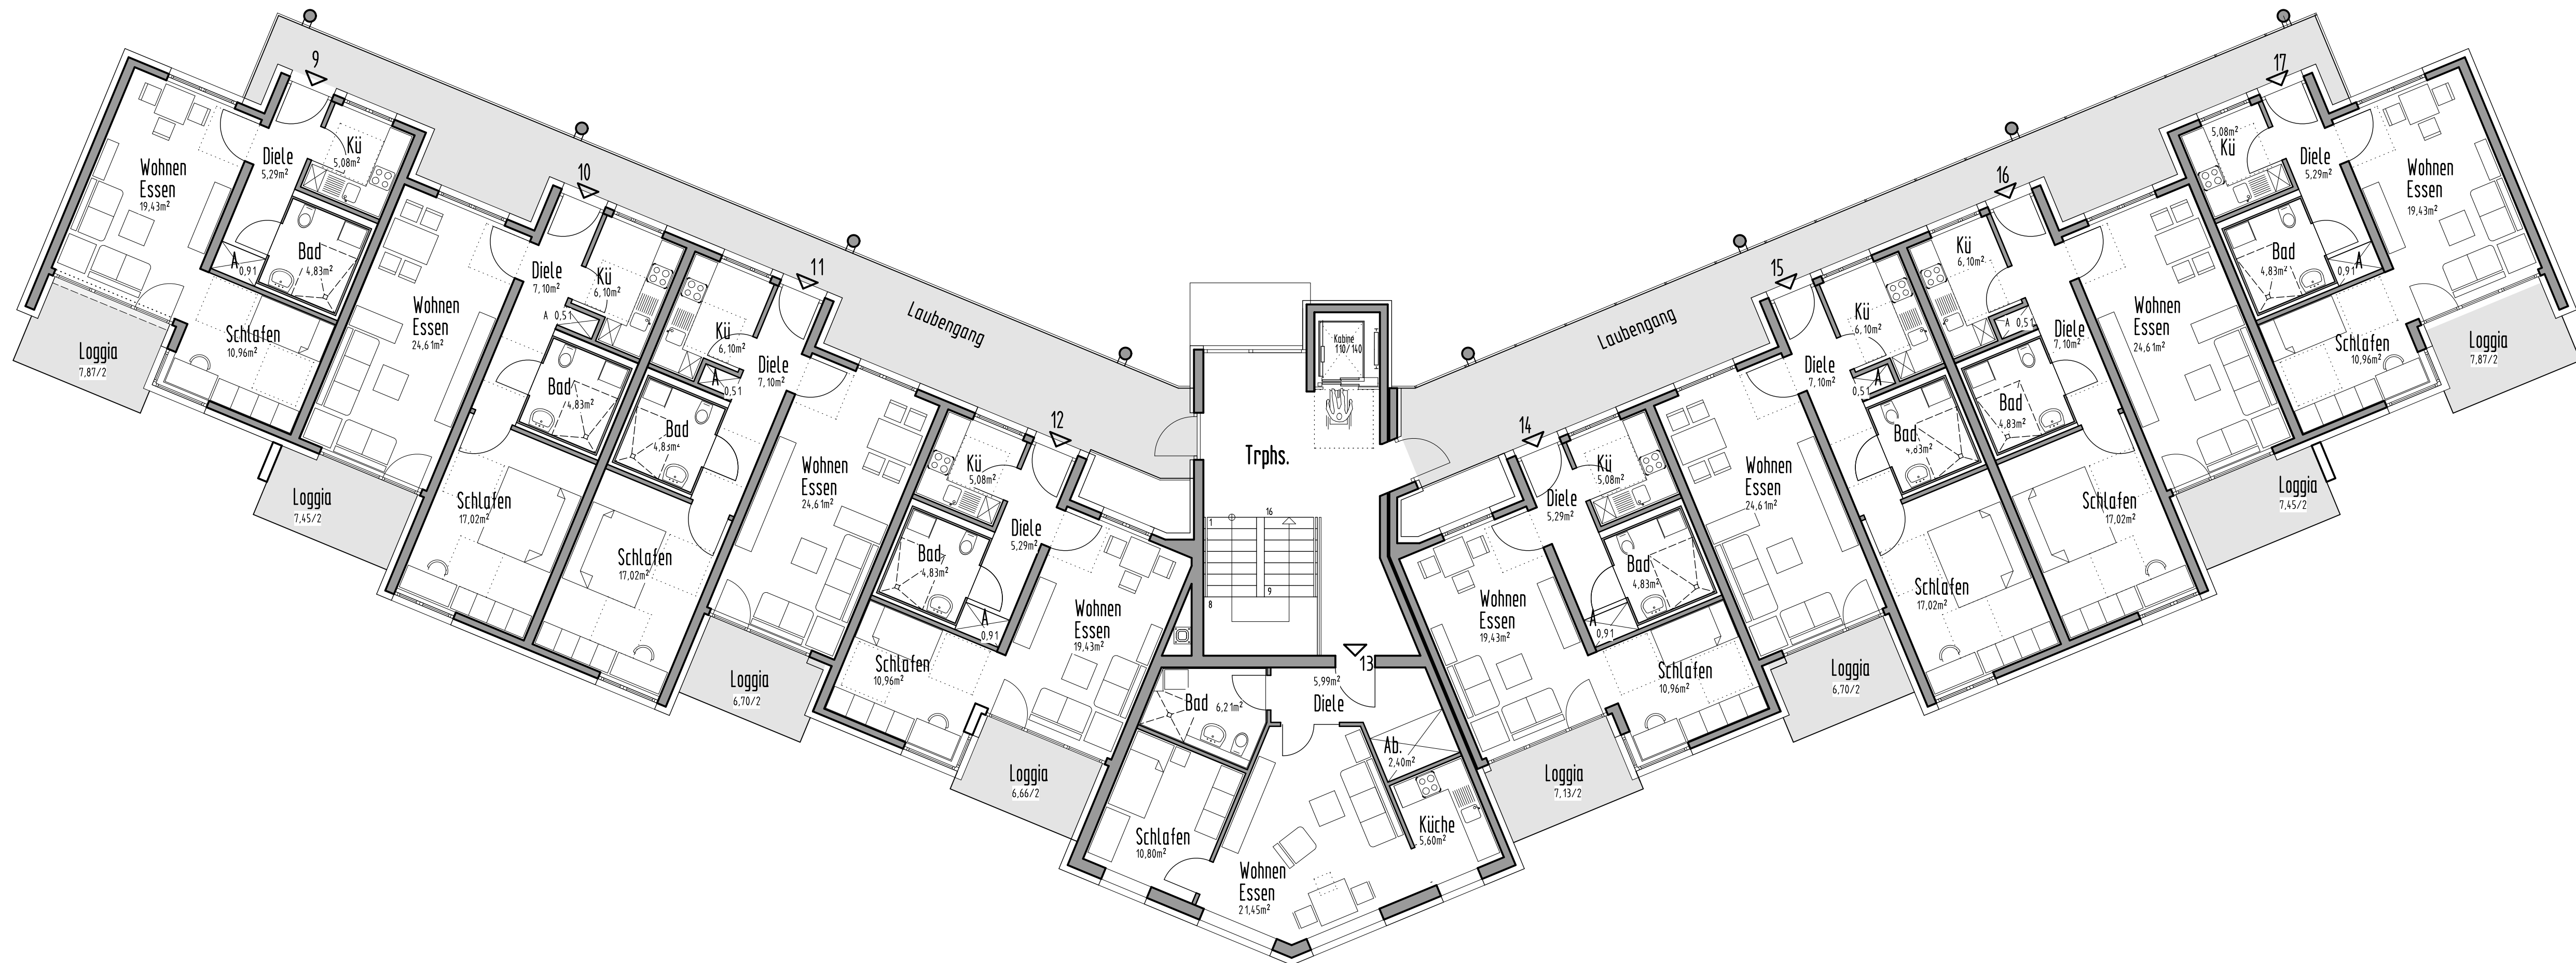 9
Wohnen
Essen
19,43m²
Diele
5,29m²
Kü
5,08m²
Bad
4,83m²
A
0,91
Schlafen
10,96m²
Loggia
7,87/2
10
Wohnen
Essen
24,61m²
Diele
7,10m²
Kü
6,10m²
A 0,51
Bad
4,83m²
Schlafen
17,02m²
Loggia
7,45/2
11
Kü
6,10m²
Diele
7,10m²
A
0,51
Bad
4,83m²
Wohnen
Essen
24,61m²
Schlafen
17,02m²
Loggia
6,70/2
Laubengang
12
Kü
5,08m²
Diele
5,29m²
Bad
4,83m²
A
0,91
Wohnen
Essen
19,43m²
Schlafen
10,96m²
Loggia
6,66/2
Kabine
110/140
Trphs.
1
16
8
9
13
5,99m²
Diele
Bad 6,21m²
Ab.
2,40m²
Küche
5,60m²
Schlafen
10,80m²
Wohnen
Essen
21,45m²
Laubengang
14
Kü
5,08m²
Diele
5,29m²
Bad
4,83m²
A
0,91
Wohnen
Essen
19,43m²
Schlafen
10,96m²
Loggia
7,13/2
15
Kü
6,10m²
Diele
7,10m²
A
0,51
Bad
4,83m²
Wohnen
Essen
24,61m²
Schlafen
17,02m²
Loggia
6,70/2
16
Kü
6,10m²
A 0,51
Diele
7,10m²
Bad
4,83m²
Wohnen
Essen
24,61m²
Schlafen
17,02m²
Loggia
7,45/2
17
5,08m²
Kü
Diele
5,29m²
Wohnen
Essen
19,43m²
Bad
4,83m²
A
0,91
Schlafen
10,96m²
Loggia
7,87/2